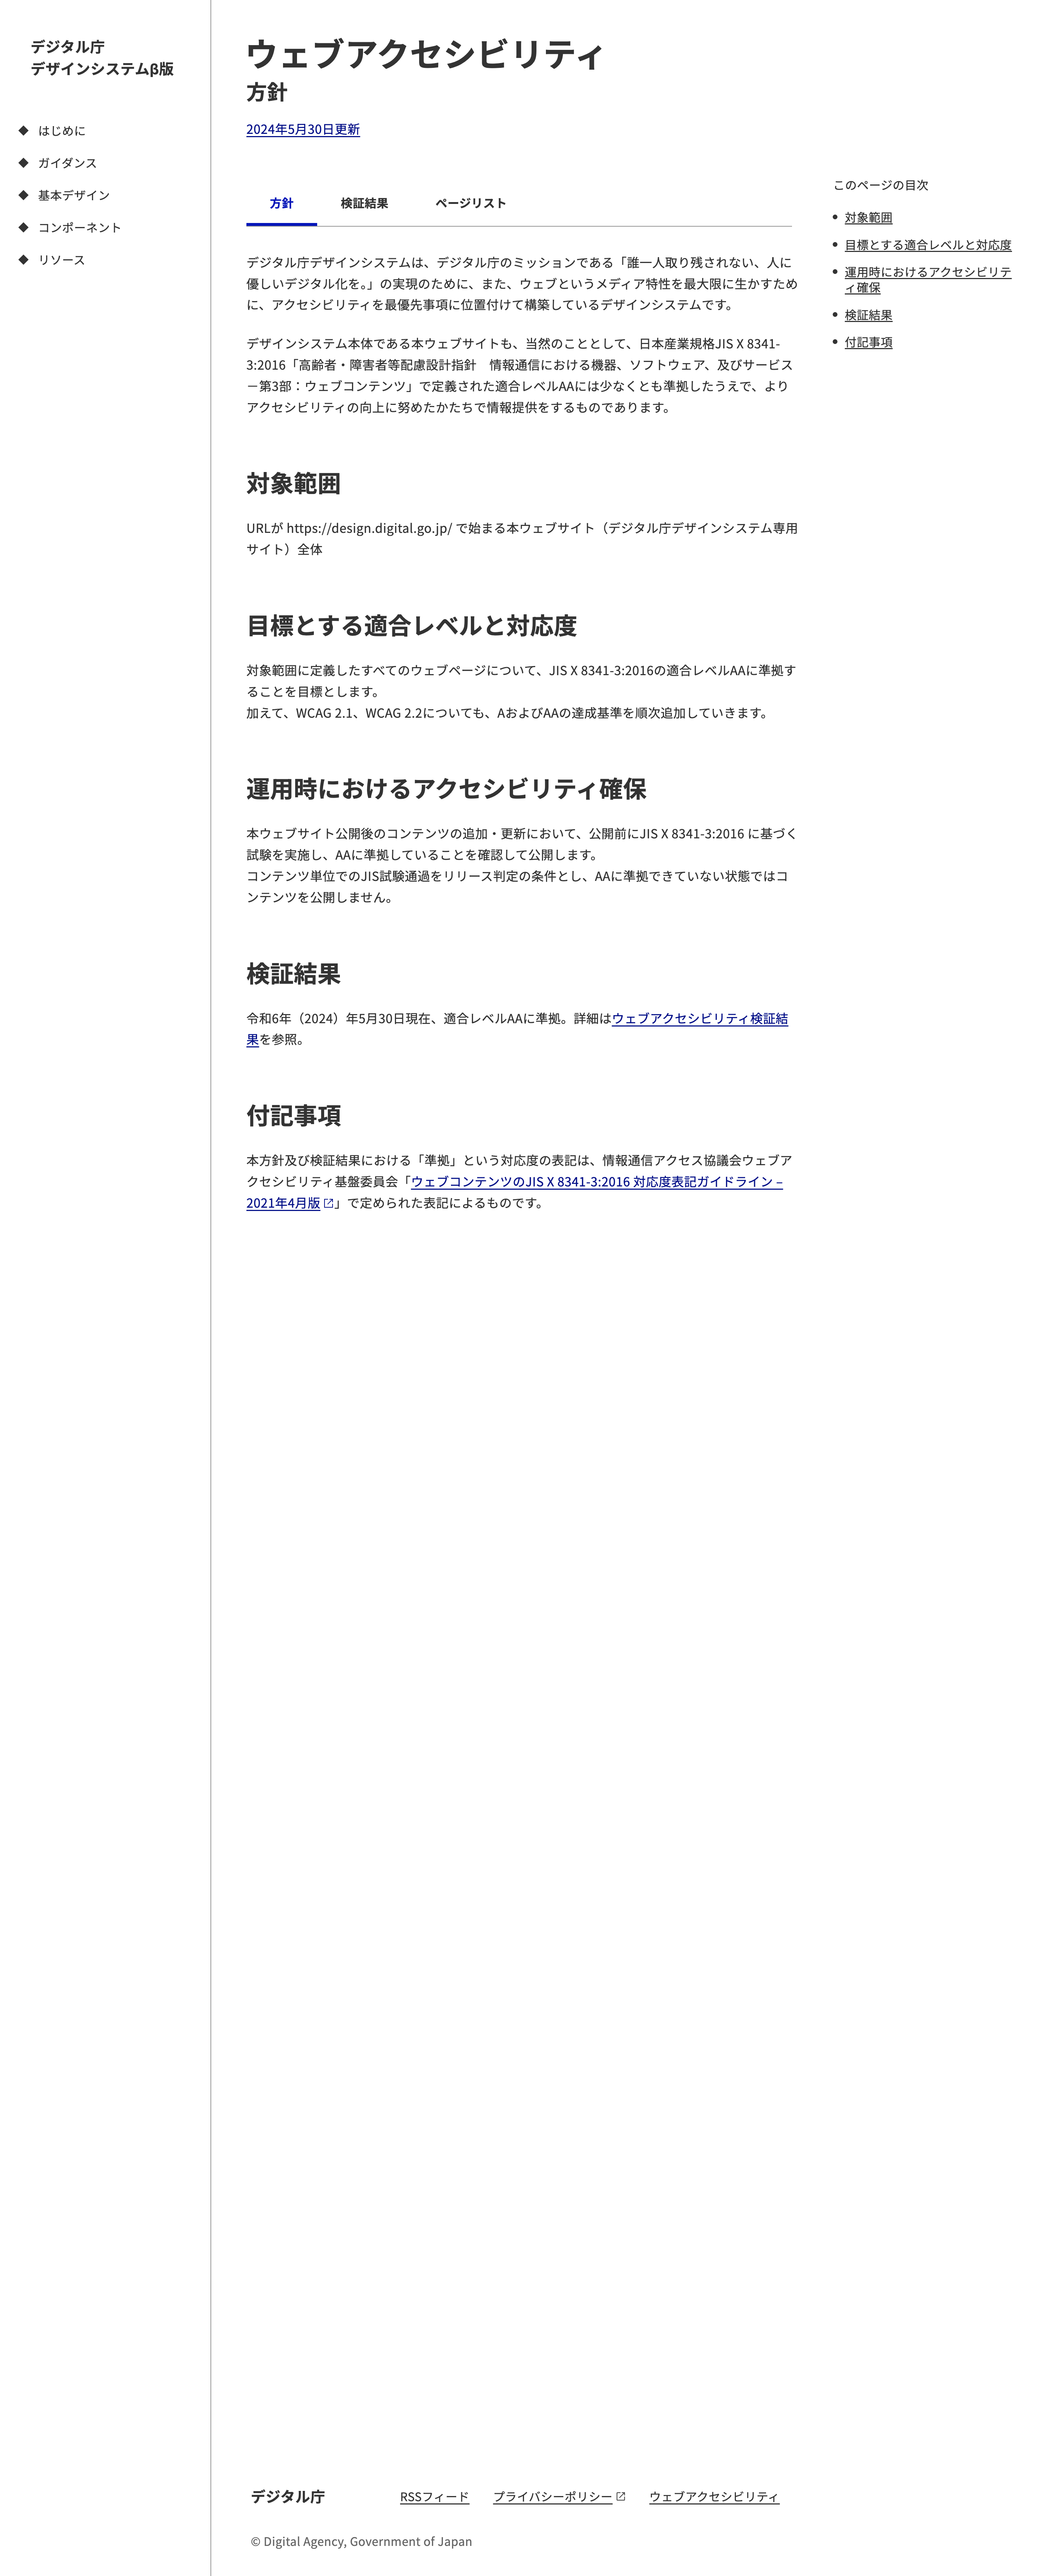 デジタル庁
デザインシステムβ版
はじめに
ガイダンス
基本デザイン
コンポーネント
リソース
ウェブアクセシビリティ
方針
2024年5月30日更新
方針
検証結果
ページリスト
デジタル庁デザインシステムは、デジタル庁のミッションである「誰一人取り残されない、人に
優しいデジタル化を。」の実現のために、また、ウェブというメディア特性を最大限に生かすため
に、アクセシビリティを最優先事項に位置付けて構築しているデザインシステムです。
デザインシステム本体である本ウェブサイトも、当然のこととして、日本産業規格JIS X 8341-
3:2016「高齢者・障害者等配慮設計指針　情報通信における機器、ソフトウェア、及びサービス
－第3部：ウェブコンテンツ」で定義された適合レベルAAには少なくとも準拠したうえで、より
アクセシビリティの向上に努めたかたちで情報提供をするものであります。
対象範囲
URLが https://design.digital.go.jp/ で始まる本ウェブサイト（デジタル庁デザインシステム専用
サイト）全体
目標とする適合レベルと対応度
対象範囲に定義したすべてのウェブページについて、JIS X 8341-3:2016の適合レベルAAに準拠す
ることを目標とします。
加えて、WCAG 2.1、WCAG 2.2についても、AおよびAAの達成基準を順次追加していきます。
運用時におけるアクセシビリティ確保
本ウェブサイト公開後のコンテンツの追加・更新において、公開前にJIS X 8341-3:2016 に基づく
試験を実施し、AAに準拠していることを確認して公開します。
コンテンツ単位でのJIS試験通過をリリース判定の条件とし、AAに準拠できていない状態ではコ
ンテンツを公開しません。
検証結果
令和6年（2024）年5月30日現在、適合レベルAAに準拠。詳細はウェブアクセシビリティ検証結
果を参照。
付記事項
本方針及び検証結果における「準拠」という対応度の表記は、情報通信アクセス協議会ウェブア
クセシビリティ基盤委員会「ウェブコンテンツのJIS X 8341-3:2016 対応度表記ガイドライン –
2021年4月版」で定められた表記によるものです。
このページの目次
対象範囲
目標とする適合レベルと対応度
運用時におけるアクセシビリテ
ィ確保
検証結果
付記事項
デジタル庁
RSSフィード
プライバシーポリシー
ウェブアクセシビリティ
© Digital Agency, Government of Japan